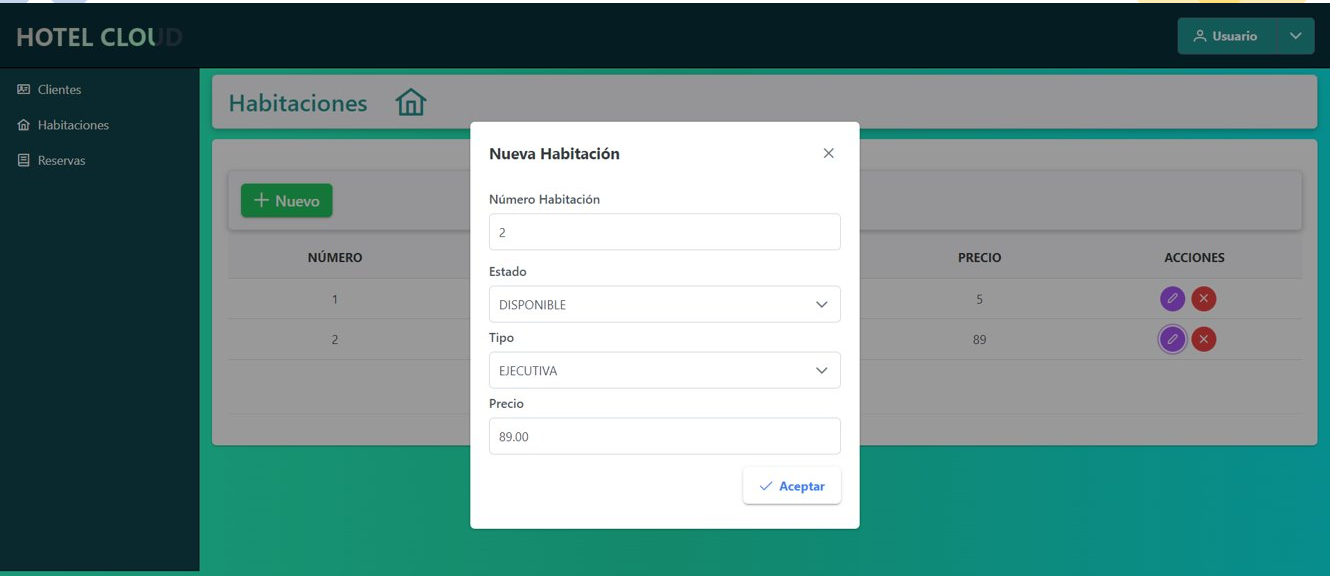 HOTEL CLOUD
Usuario
Clientes
Habitaciones
Reservas
Habitaciones
Nuevo
NÚMERO
PRECIO
ACCIONES
1
5
2
89
Nueva Habitación
Número Habitación
2
Estado
DISPONIBLE
Tipo
EJECUTIVA
Precio
89.00
Aceptar